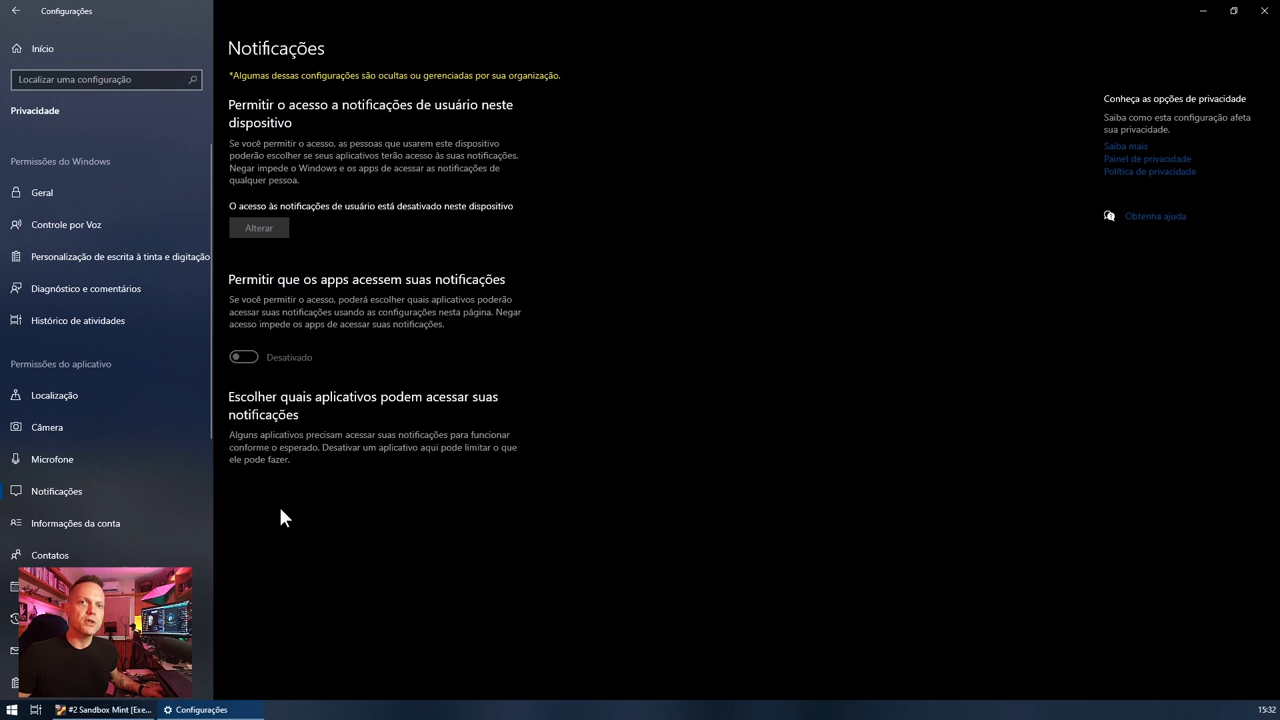 Configurações
Início
Localizar uma configuração
Privacidade
Permissões do Windows
Geral
Controle por Voz
Personalização de escrita à tinta e digitação
Diagnóstico e comentários
Histórico de atividades
Permissões do aplicativo
Localização
Câmera
Microfone
Notificações
Informações da conta
Contatos
Notificações
*Algumas dessas configurações são ocultas ou gerenciadas por sua organização.
Permitir o acesso a notificações de usuário neste
dispositivo
Se você permitir o acesso, as pessoas que usarem este dispositivo
poderão escolher se seus aplicativos terão acesso às suas notificações.
Negar impede o Windows e os apps de acessar as notificações de
qualquer pessoa.
O acesso às notificações de usuário está desativado neste dispositivo
Alterar
Permitir que os apps acessem suas notificações
Se você permitir o acesso, poderá escolher quais aplicativos poderão
acessar suas notificações usando as configurações nesta página. Negar
acesso impede os apps de acessar suas notificações.
Desativado
Escolher quais aplicativos podem acessar suas
notificações
Alguns aplicativos precisam acessar suas notificações para funcionar
conforme o esperado. Desativar um aplicativo aqui pode limitar o que
ele pode fazer.
Conheça as opções de privacidade
Saiba como esta configuração afeta
sua privacidade.
Saiba mais
Painel de privacidade
Política de privacidade
Obtenha ajuda
#2 Sandbox Mint [Exe...
Configurações
15:32